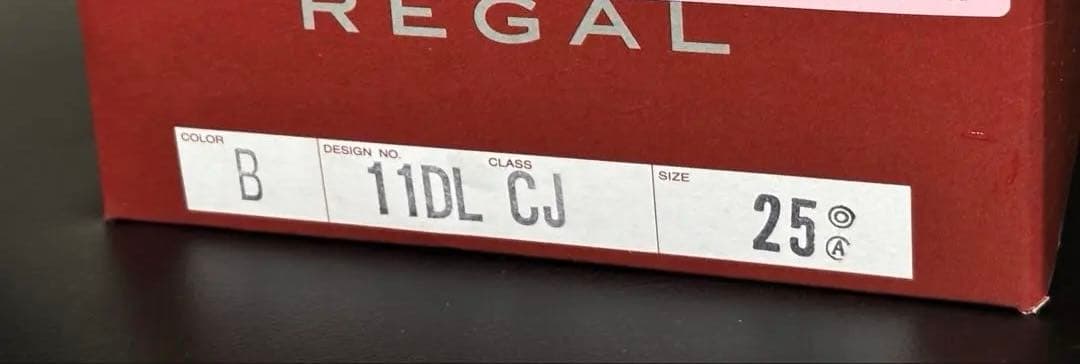 REGAL
COLOR
B
DESIGN NO.
CLASS
11DL CJ
SIZE
25 ◎
Ⓐ